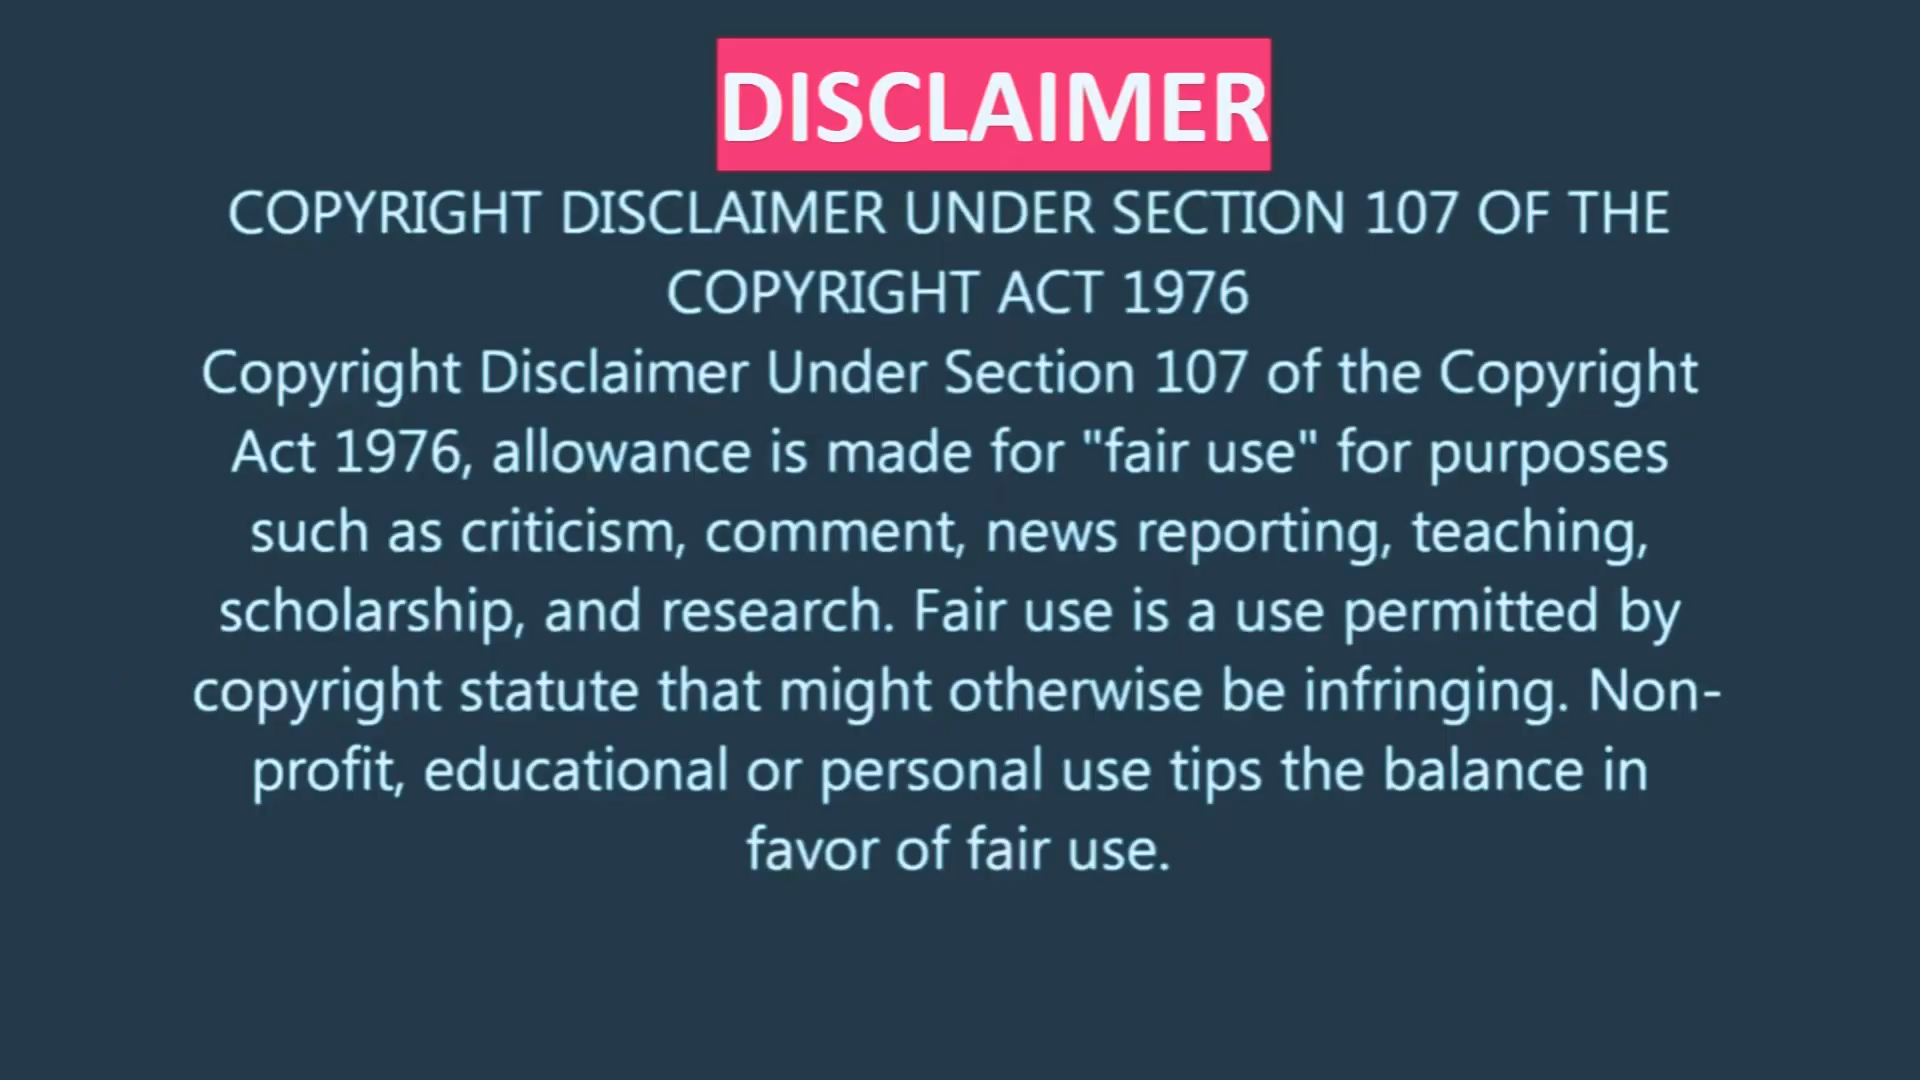 DISCLAIMER
COPYRIGHT DISCLAIMER UNDER SECTION 107 OF THE
COPYRIGHT ACT 1976
Copyright Disclaimer Under Section 107 of the Copyright
Act 1976, allowance is made for "fair use" for purposes
such as criticism, comment, news reporting, teaching,
scholarship, and research. Fair use is a use permitted by
copyright statute that might otherwise be infringing. Non-
profit, educational or personal use tips the balance in
favor of fair use.